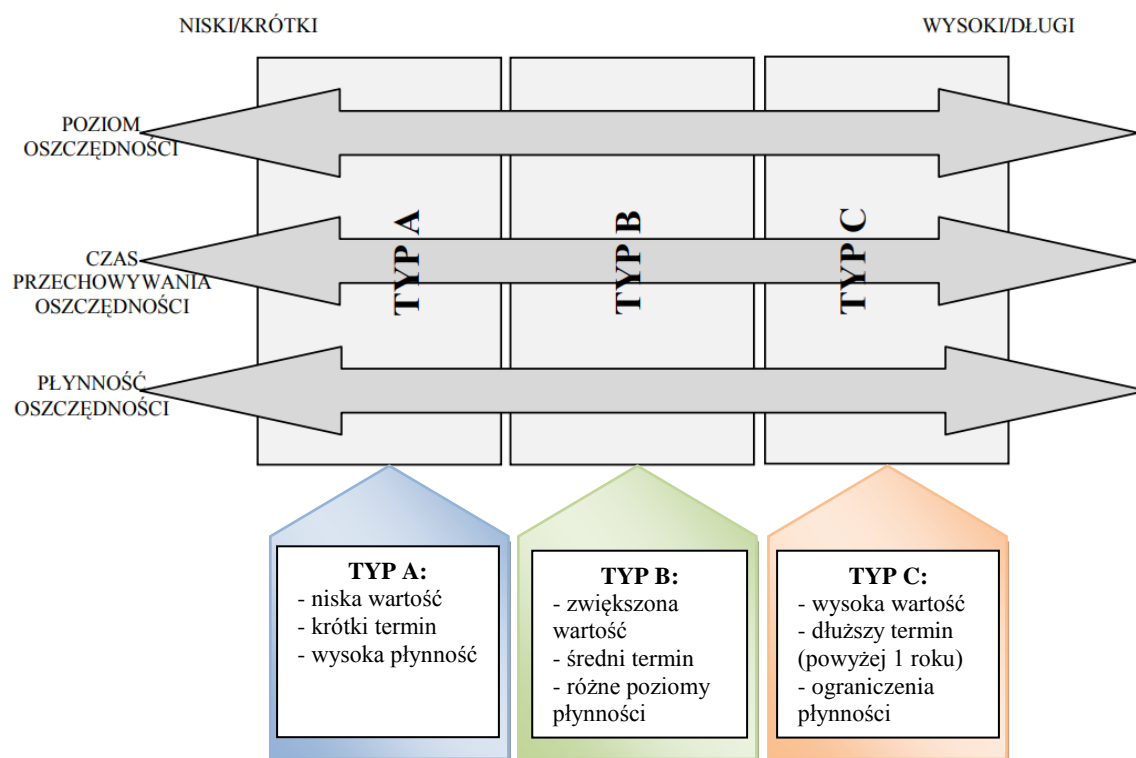 NISKI/KRÓTKI
WYSOKI/DŁUGI
POZIOM
OSZCZĘDNOŚCI
CZAS
PRZECHOWYWANIA
OSZCZĘDNOŚCI
PŁYNNOŚĆ
OSZCZĘDNOŚCI
TYP A
TYP B
TYP C
TYP A:
- niska wartość
- krótki termin
- wysoka płynność
TYP B:
- zwiększona
wartość
- średni termin
- różne poziomy
płynności
TYP C:
- wysoka wartość
- dłuższy termin
(powyżej 1 roku)
- ograniczenia
płynności